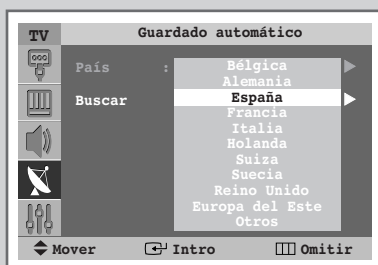 TV Guardado automático
País : Bélgica
Alemania
Buscar España
Francia
Italia
Holanda
Suiza
Suecia
Reino Unido
Europa del Este
Otros
Mover Intro Omitir